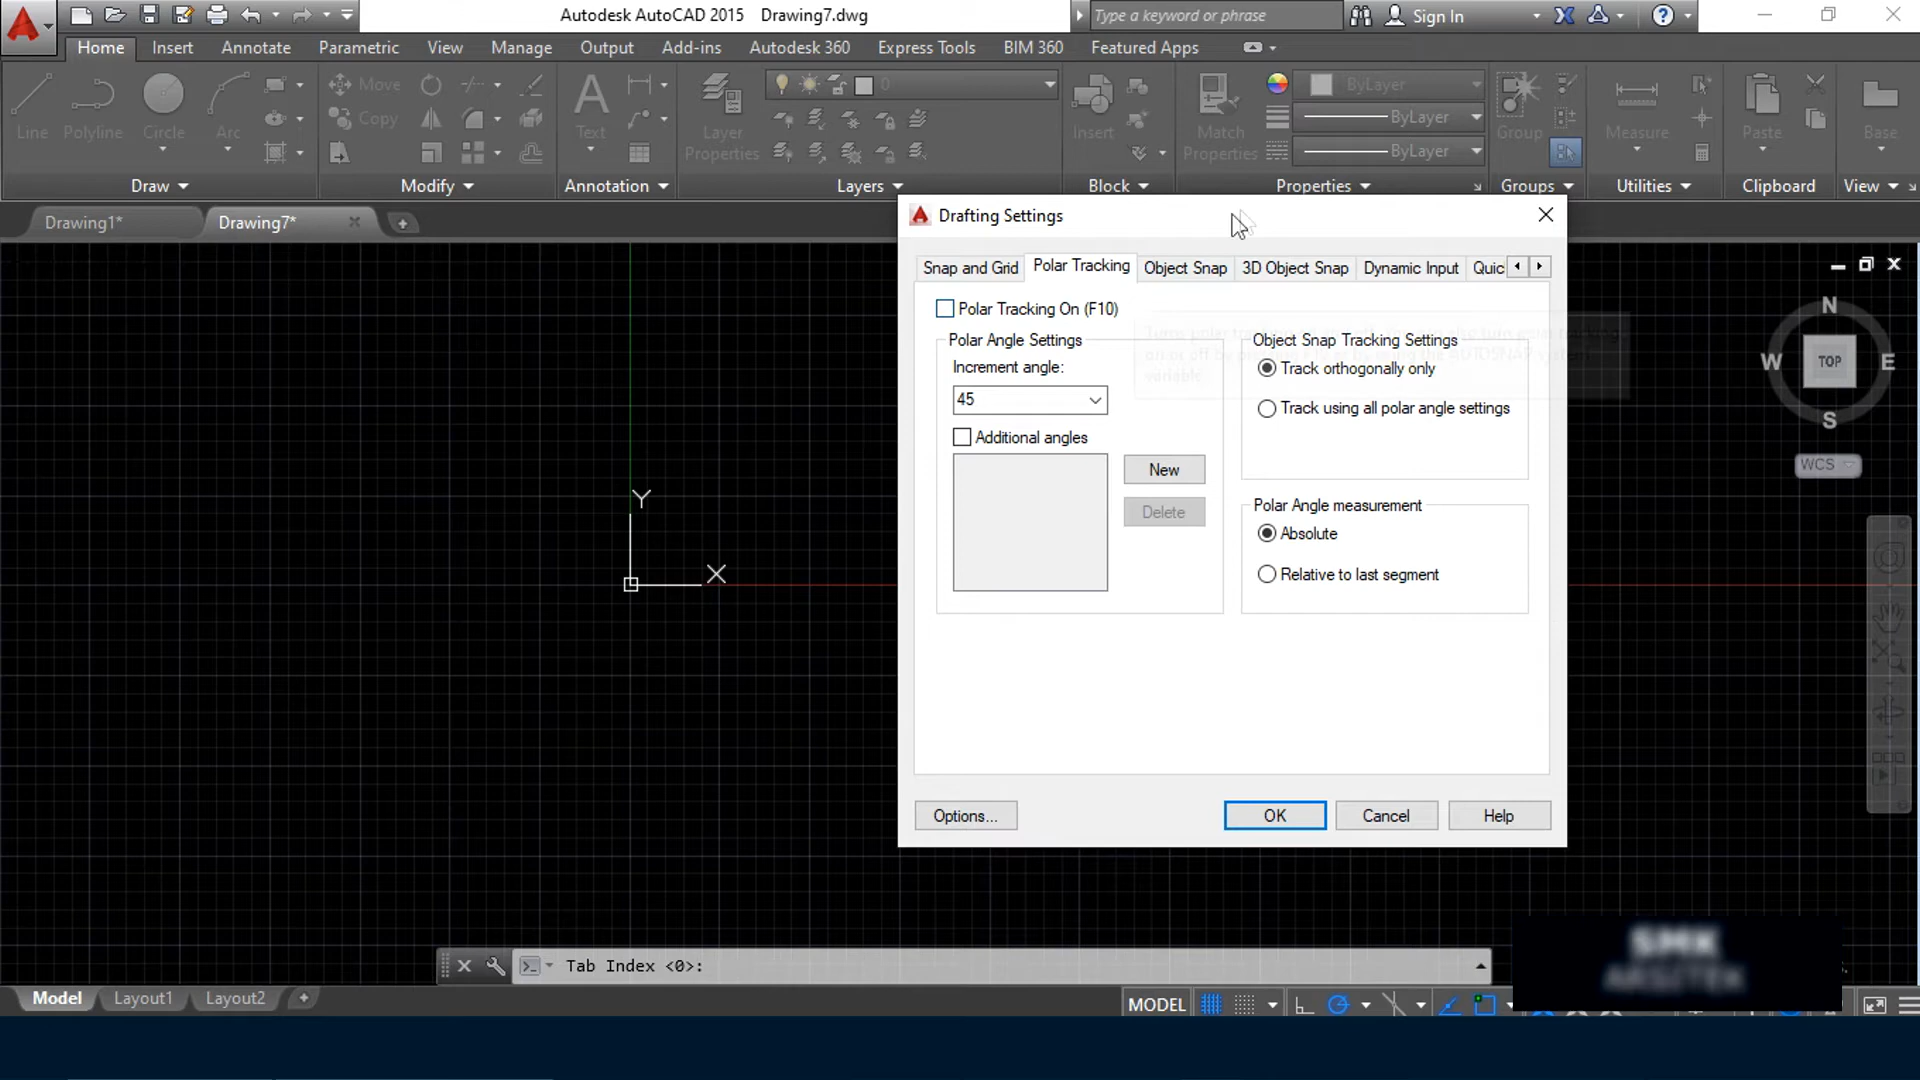 Autodesk AutoCAD 2015 Drawing7.dwg
Type a keyword or phrase
Sign In
Home Insert Annotate Parametric View Manage Output Add-ins Autodesk 360 Express Tools BIM 360 Featured Apps
Line Polyline Circle Arc
Move
Copy
Text
Layer
Properties
0
Insert
Match
Properties
ByLayer
ByLayer
ByLayer
Group
Measure
Paste
Base
Draw Modify Annotation Layers Block Properties Groups Utilities Clipboard View
Drawing1* Drawing7*
Drafting Settings
Snap and Grid Polar Tracking Object Snap 3D Object Snap Dynamic Input Quic
Polar Tracking On (F10)
Polar Angle Settings
Increment angle:
45
Additional angles
New
Delete
Object Snap Tracking Settings
Track orthogonally only
Track using all polar angle settings
Polar Angle measurement
Absolute
Relative to last segment
Options...
OK
Cancel
Help
N
W TOP E
S
WCS
Y
X
Tab Index <0>:
SMK
ARSITEK
Model Layout1 Layout2
MODEL